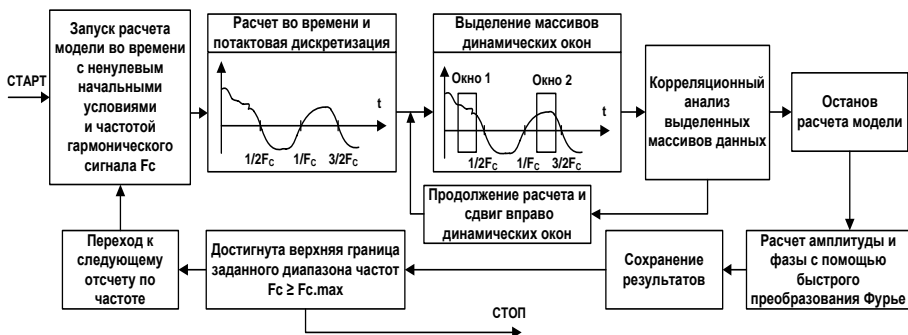 СТАРТ
Запуск расчета
модели во времени
с ненулевым
начальными
условиями
и частотой
гармонического
сигнала Fc
Расчет во времени и
потактовая дискретизация
t
1/2FC
1/FC
3/2FC
Выделение массивов
динамических окон
Окно 1
Окно 2
t
1/2FC
1/FC
3/2FC
Корреляционный
анализ
выделенных
массивов данных
Останов
расчета модели
Продолжение расчета и
сдвиг вправо
динамических окон
Переход к
следующему
отсчету по
частоте
Достигнута верхняя граница
заданного диапазона частот
Fc ≥ Fc.max
Сохранение
результатов
Расчет амплитуды и
фазы с помощью
быстрого
преобразования Фурье
СТОП